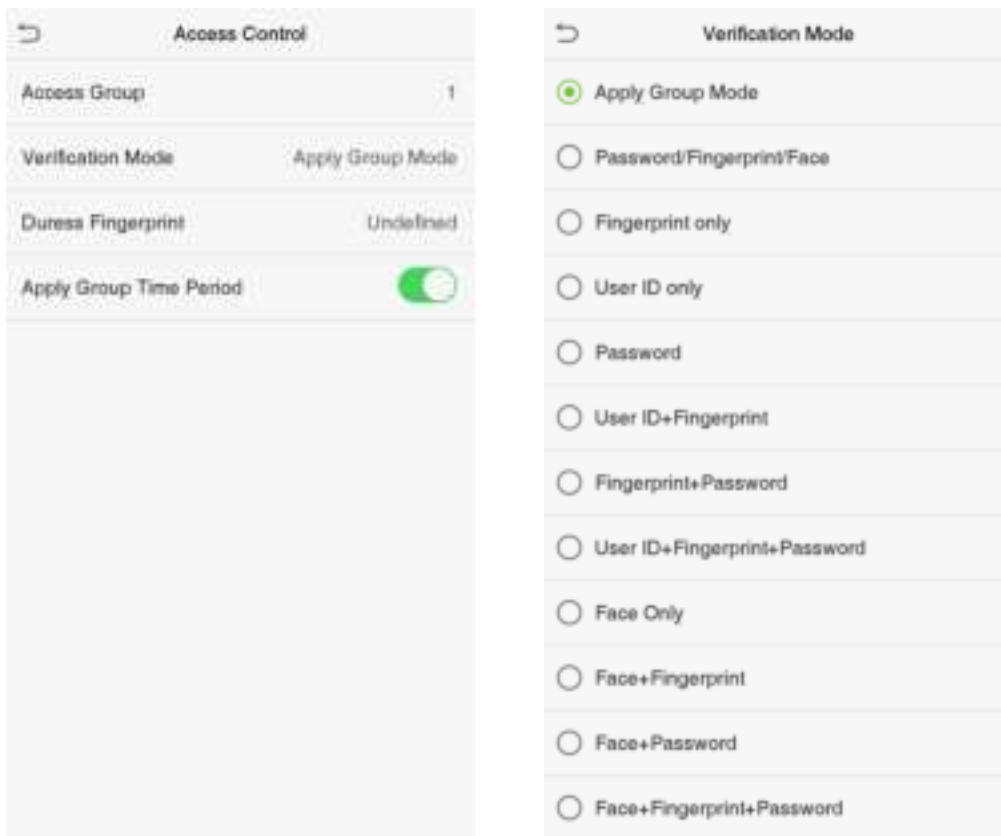 Access Control
Access Group 1
Verification Mode Apply Group Mode
Duress Fingerprint Undefined
Apply Group Time Period
Verification Mode
Apply Group Mode
Password/Fingerprint/Face
Fingerprint only
User ID only
Password
User ID+Fingerprint
Fingerprint+Password
User ID+Fingerprint+Password
Face Only
Face+Fingerprint
Face+Password
Face+Fingerprint+Password